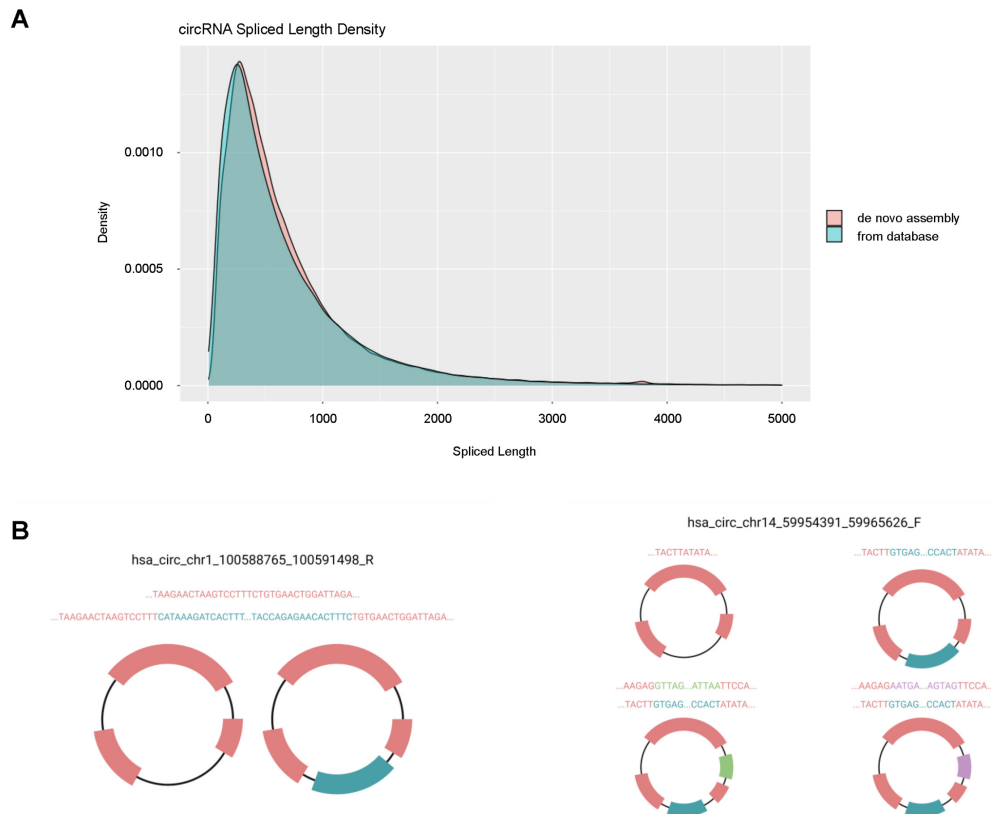 A
circRNA Spliced Length Density
0.0010
0.0005
0.0000
Density
0
1000
2000
3000
4000
5000
Spliced Length
de novo assembly
from database
B
hsa_circ_chr1_100588765_100591498_R
...TAAGAACTAAGTCCTTTCTGTGAACTGGATTAGA...
...TAAGAACTAAGTCCTTTCATAAAGATCACTTT...TACCAGAGAACACTTTCTGTGAACTGGATTAGA...
hsa_circ_chr14_59954391_59965626_F
...TACTTATATA...
...TACTTGTGAG...CCACTATATA...
...AAGAGGTTAG...ATTAATTCCA...
...TACTTGTGAG...CCACTATATA...
...AAGAGAATGA...AGTAGTTCCA...
...TACTTGTGAG...CCACTATATA...